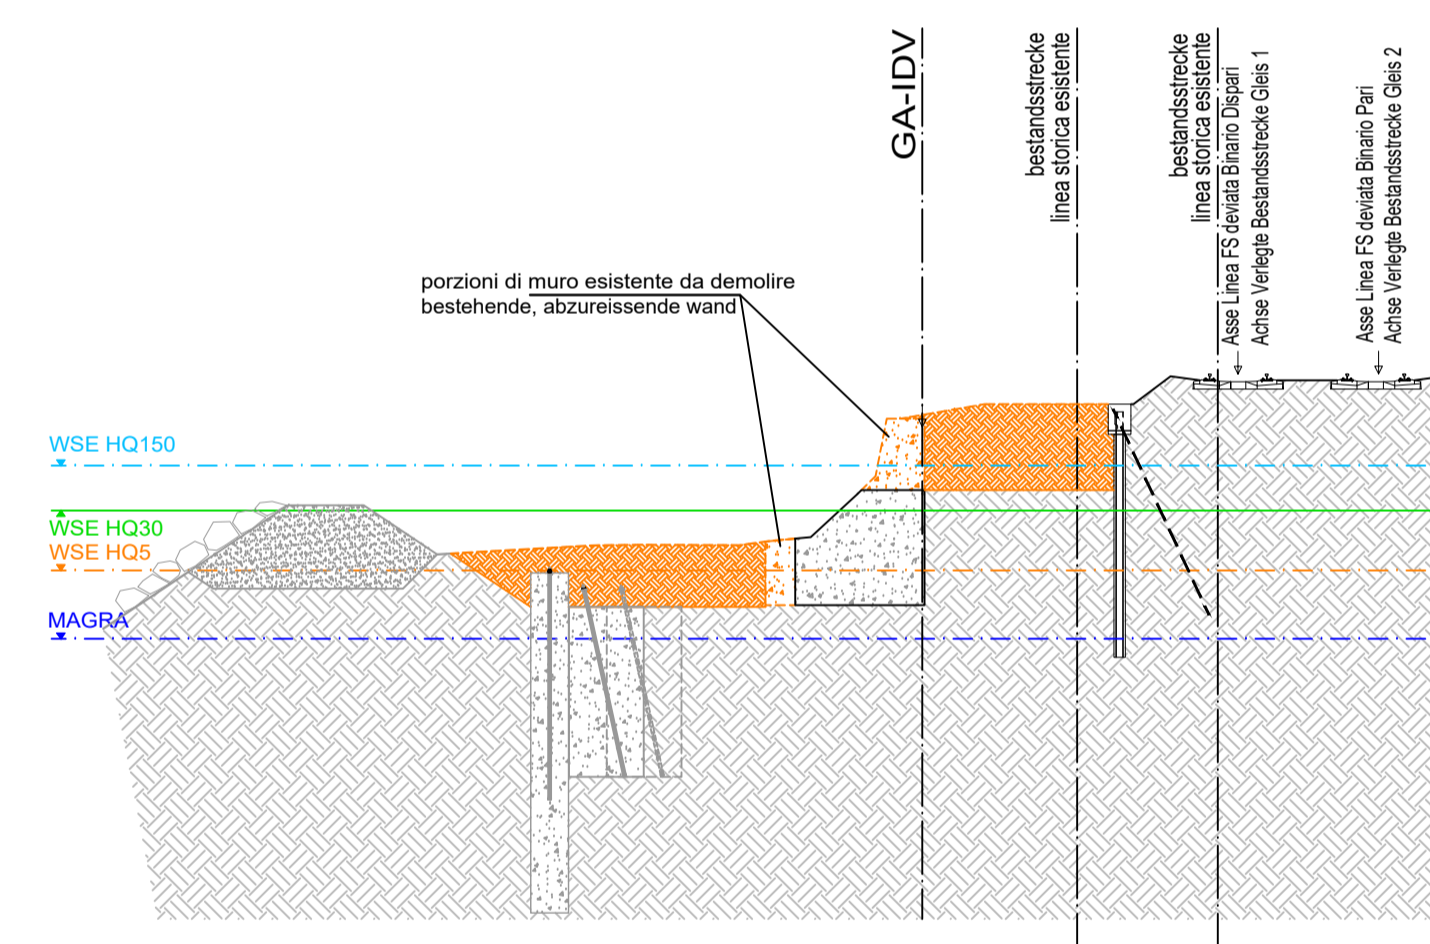 GA-IDV
bestandsstrecke
linea storica esistente
bestandsstrecke
linea storica esistente
Asse Linea FS deviata Binario Dispari
Achse Verlegte Bestandsstrecke Gleis 1
Asse Linea FS deviata Binario Pari
Achse Verlegte Bestandsstrecke Gleis 2
porzioni di muro esistente da demolire
bestehende, abzureissende wand
WSE HQ150
WSE HQ30
WSE HQ5
MAGRA